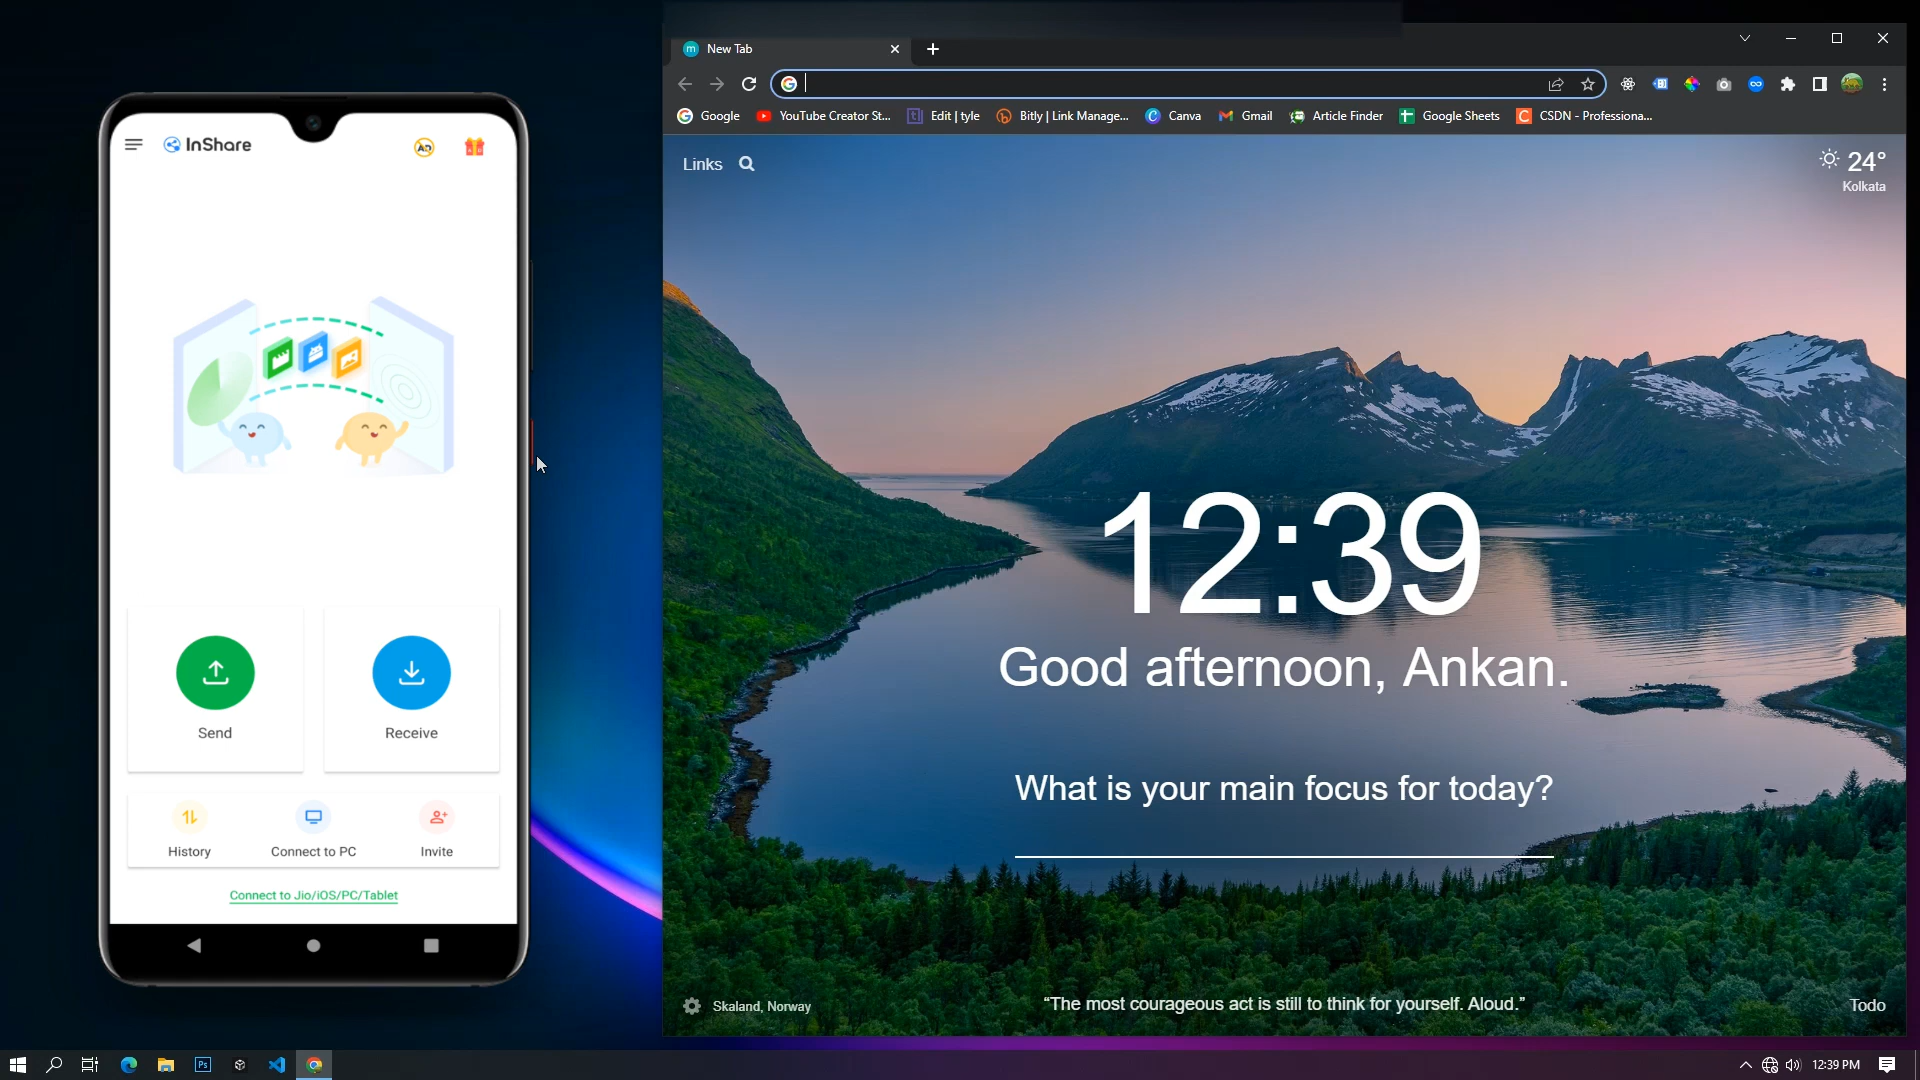 InShare
AD
Send
Receive
History
Connect to PC
Invite
Connect to Jio/iOS/PC/Tablet
m New Tab
G
Google
YouTube Creator St...
tl Edit | tyle
Bitly | Link Manage...
C Canva
Gmail
Article Finder
Google Sheets
C CSDN - Professiona...
Links
24°
Kolkata
12:39
Good afternoon, Ankan.
What is your main focus for today?
Skaland, Norway
“The most courageous act is still to think for yourself. Aloud.”
Todo
Ps
12:39 PM